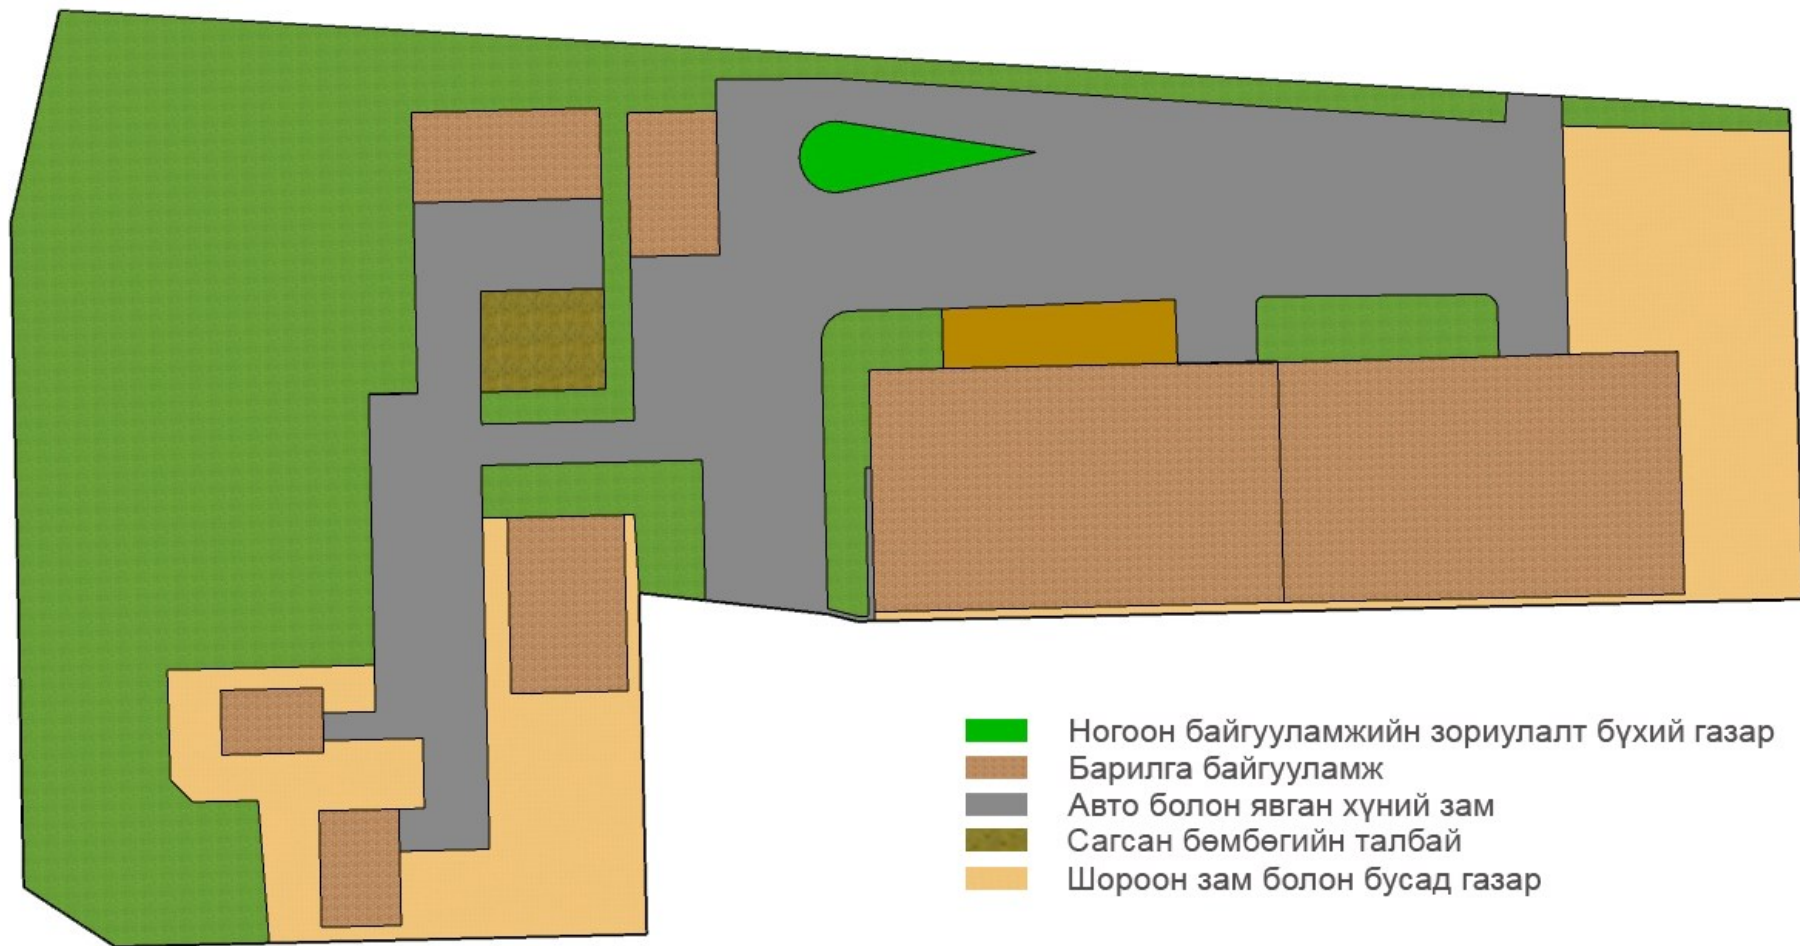 Ногоон байгууламжийн зориулалт бүхий газар
Барилга байгууламж
Авто болон явган хүний зам
Сагсан бөмбөгийн талбай
Шороон зам болон бусад газар